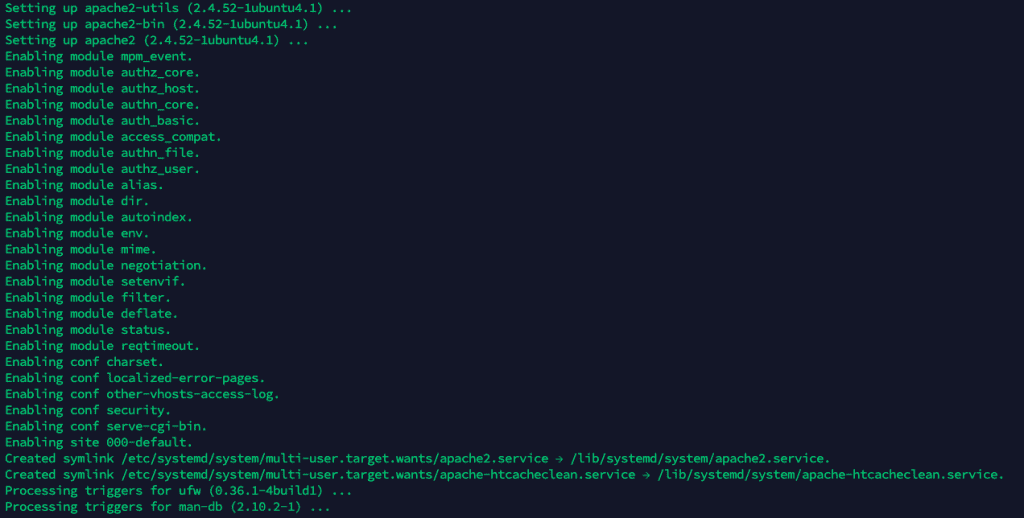 Setting up apache2-utils (2.4.52-1ubuntu4.1) ...
Setting up apache2-bin (2.4.52-1ubuntu4.1) ...
Setting up apache2 (2.4.52-1ubuntu4.1) ...
Enabling module mpm_event.
Enabling module authz_core.
Enabling module authz_host.
Enabling module authn_core.
Enabling module auth_basic.
Enabling module access_compat.
Enabling module authn_file.
Enabling module authz_user.
Enabling module alias.
Enabling module dir.
Enabling module autoindex.
Enabling module env.
Enabling module mime.
Enabling module negotiation.
Enabling module setenvif.
Enabling module filter.
Enabling module deflate.
Enabling module status.
Enabling module reqtimeout.
Enabling conf charset.
Enabling conf localized-error-pages.
Enabling conf other-vhosts-access-log.
Enabling conf security.
Enabling conf serve-cgi-bin.
Enabling site 000-default.
Created symlink /etc/systemd/system/multi-user.target.wants/apache2.service → /lib/systemd/system/apache2.service.
Created symlink /etc/systemd/system/multi-user.target.wants/apache-htcacheclean.service → /lib/systemd/system/apache-htcacheclean.service.
Processing triggers for ufw (0.36.1-4build1) ...
Processing triggers for man-db (2.10.2-1) ...